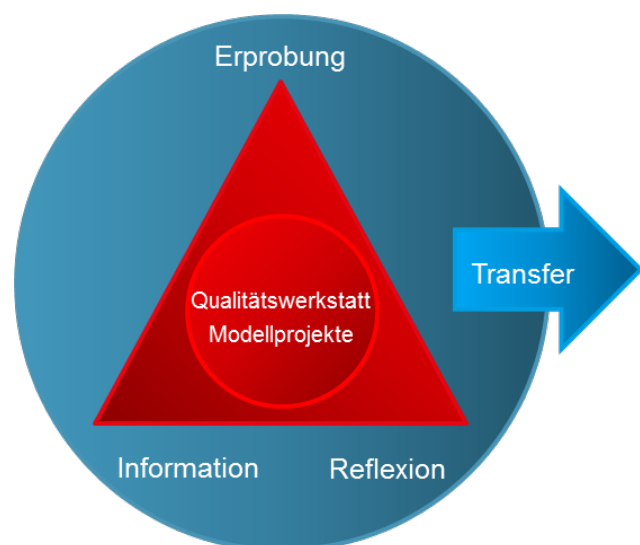 Erprobung
Transfer
Qualitätswerkstatt
Modellprojekte
Information
Reflexion